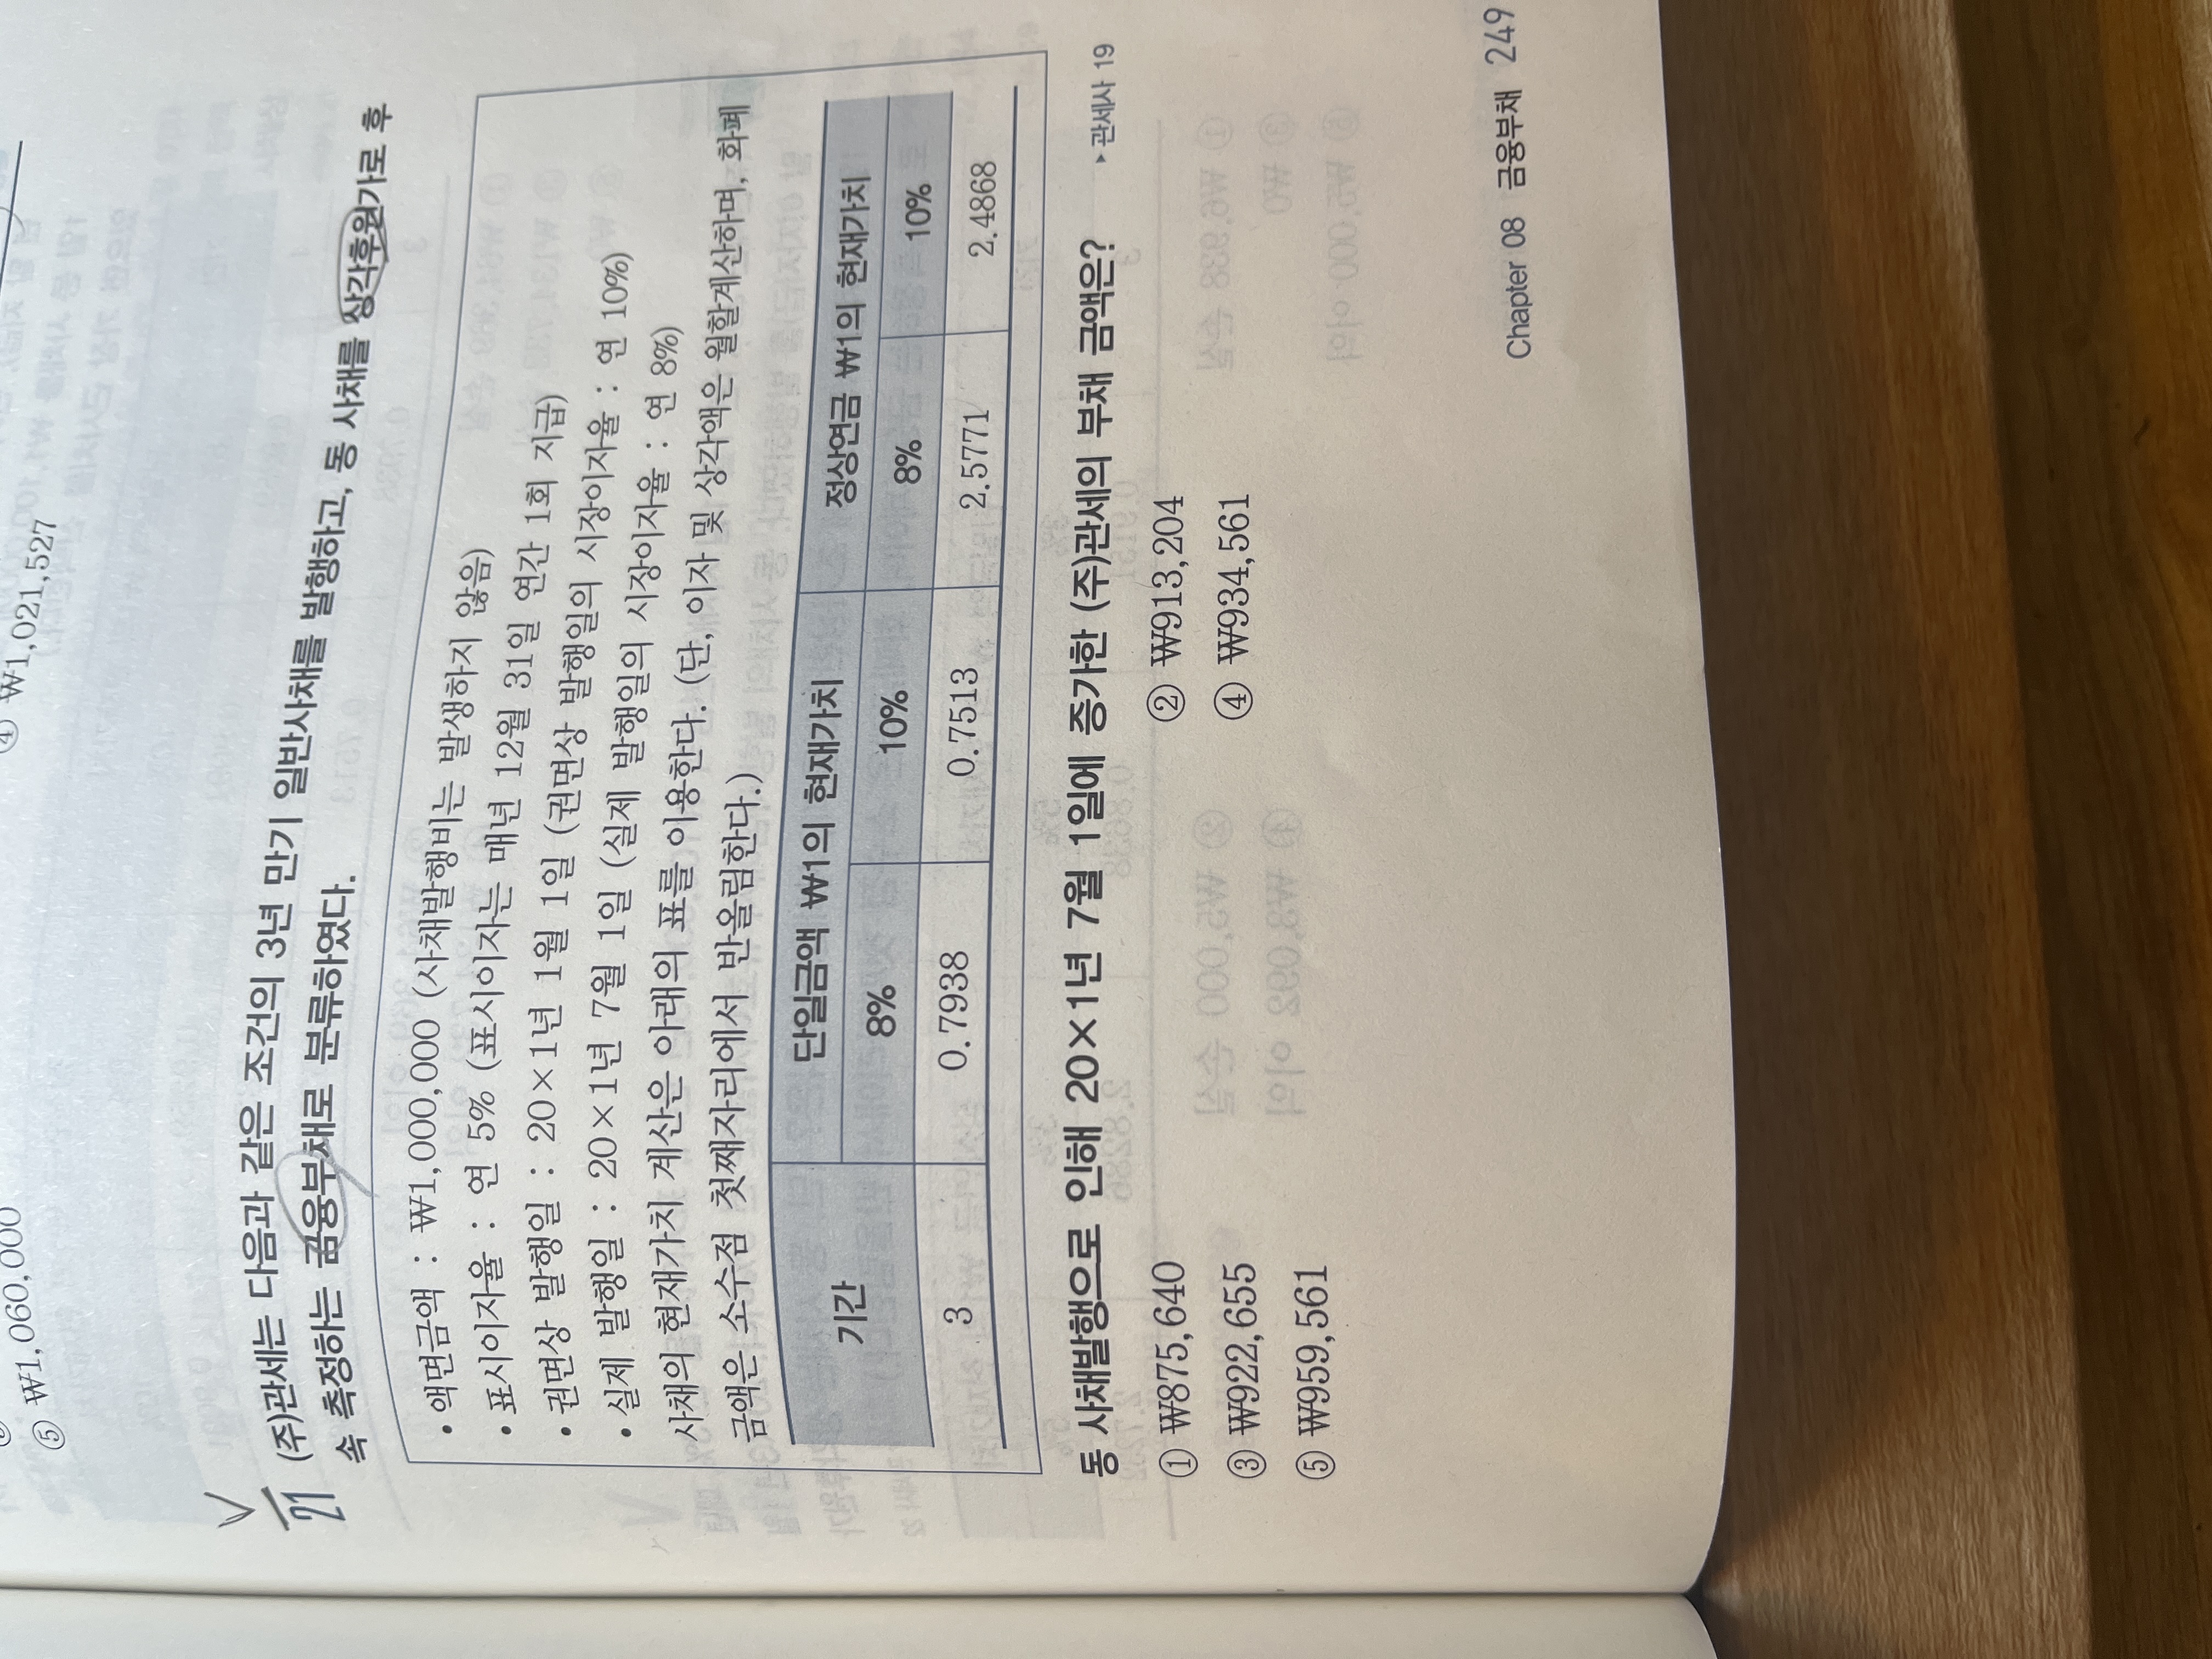 ④ ₩1,021,527
⑤ ₩1,060,000
21 (주)관세는 다음과 같은 조건의 3년 만기 일반사채를 발행하고, 동 사채를 상각후원가로 후
속 측정하는 금융부채로 분류하였다.
• 액면금액 : ₩1,000,000 (사채발행비는 발생하지 않음)
• 표시이자율 : 연 5% (표시이자는 매년 12월 31일 연간 1회 지급)
• 권면상 발행일 : 20×1년 1월 1일 (권면상 발행일의 시장이자율 : 연 10%)
• 실제 발행일 : 20×1년 7월 1일 (실제 발행일의 시장이자율 : 연 8%)
사채의 현재가치 계산은 아래의 표를 이용한다. (단, 이자 및 상각액은 월할계산하며, 화폐
금액은 소수점 첫째자리에서 반올림한다.)
기간 단일금액 ₩1의 현재가치 정상연금 ₩1의 현재가치
8% 10% 8% 10%
3 0.7938 0.7513 2.5771 2.4868
동 사채발행으로 인해 20×1년 7월 1일에 증가한 (주)관세의 부채 금액은? ▸관세사 19
① ₩875,640 ② ₩913,204
③ ₩922,655 ④ ₩934,561
⑤ ₩959,561
Chapter 08 금융부채 249